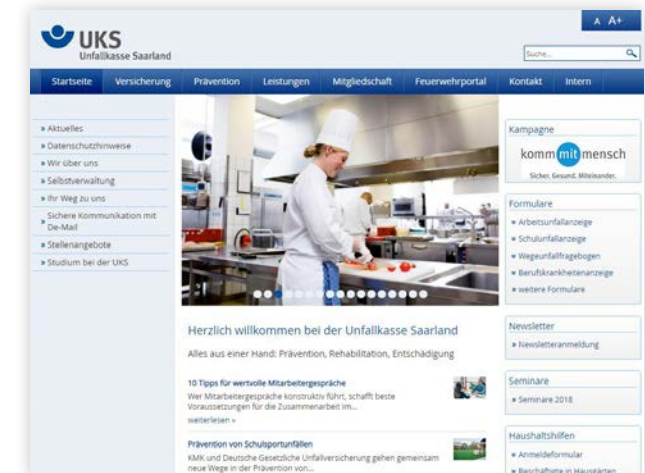 A A+
UKS
Unfallkasse Saarland
Suche...
Startseite Versicherung Prävention Leistungen Mitgliedschaft Feuerwehrportal Kontakt Intern
» Aktuelles
» Datenschutzhinweise
» Wir über uns
» Selbstverwaltung
» Ihr Weg zu uns
» Sichere Kommunikation mit
De-Mail
» Stellenangebote
» Studium bei der UKS
Herzlich willkommen bei der Unfallkasse Saarland
Alles aus einer Hand: Prävention, Rehabilitation, Entschädigung
10 Tipps für wertvolle Mitarbeitergespräche
Wer Mitarbeitergespräche konstruktiv führt, schafft beste
Voraussetzungen für die Zusammenarbeit im...
weiterlesen »
Prävention von Schulsportunfällen
KMK und Deutsche Gesetzliche Unfallversicherung gehen gemeinsam
neue Wege in der Prävention von...
Kampagne
komm mit mensch
Sicher. Gesund. Miteinander.
Formulare
» Arbeitsunfallanzeige
» Schulunfallanzeige
» Wegeunfallfragebogen
» Berufskrankheitenanzeige
» weitere Formulare
Newsletter
» Newsletteranmeldung
Seminare
» Seminare 2018
Haushaltshilfen
» Anmeldeformular
» Beschäftigte in Hausgärten